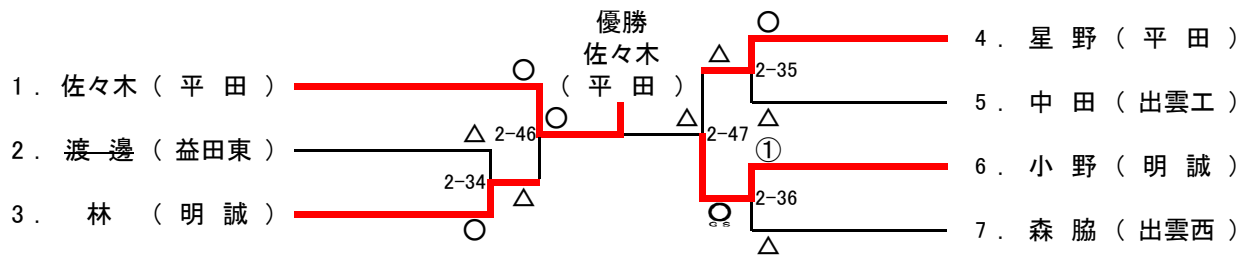 優勝
佐々木
( 平 田 )
1. 佐々木 ( 平 田 )
2. 渡 邊 ( 益田東 )
3. 林 ( 明 誠 )
4. 星 野 ( 平 田 )
5. 中 田 ( 出雲工 )
6. 小 野 ( 明 誠 )
7. 森 脇 ( 出雲西 )
○
○
△ 2-46
2-34
△
○
○
△
2-35
△
△ 2-47
①
2-36
○
GS
△